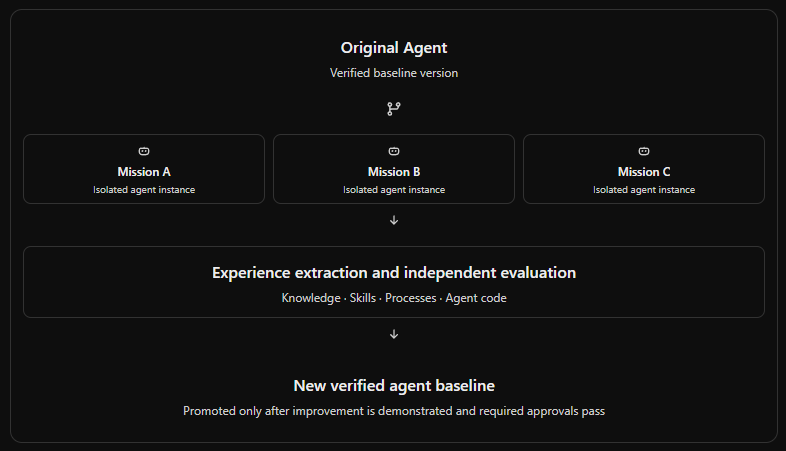 Original Agent
Verified baseline version
Mission A
Mission B
Mission C
Isolated agent instance
Isolated agent instance
Isolated agent instance
Experience extraction and independent evaluation
Knowledge · Skills · Processes · Agent code
New verified agent baseline
Promoted only after improvement is demonstrated and required approvals pass